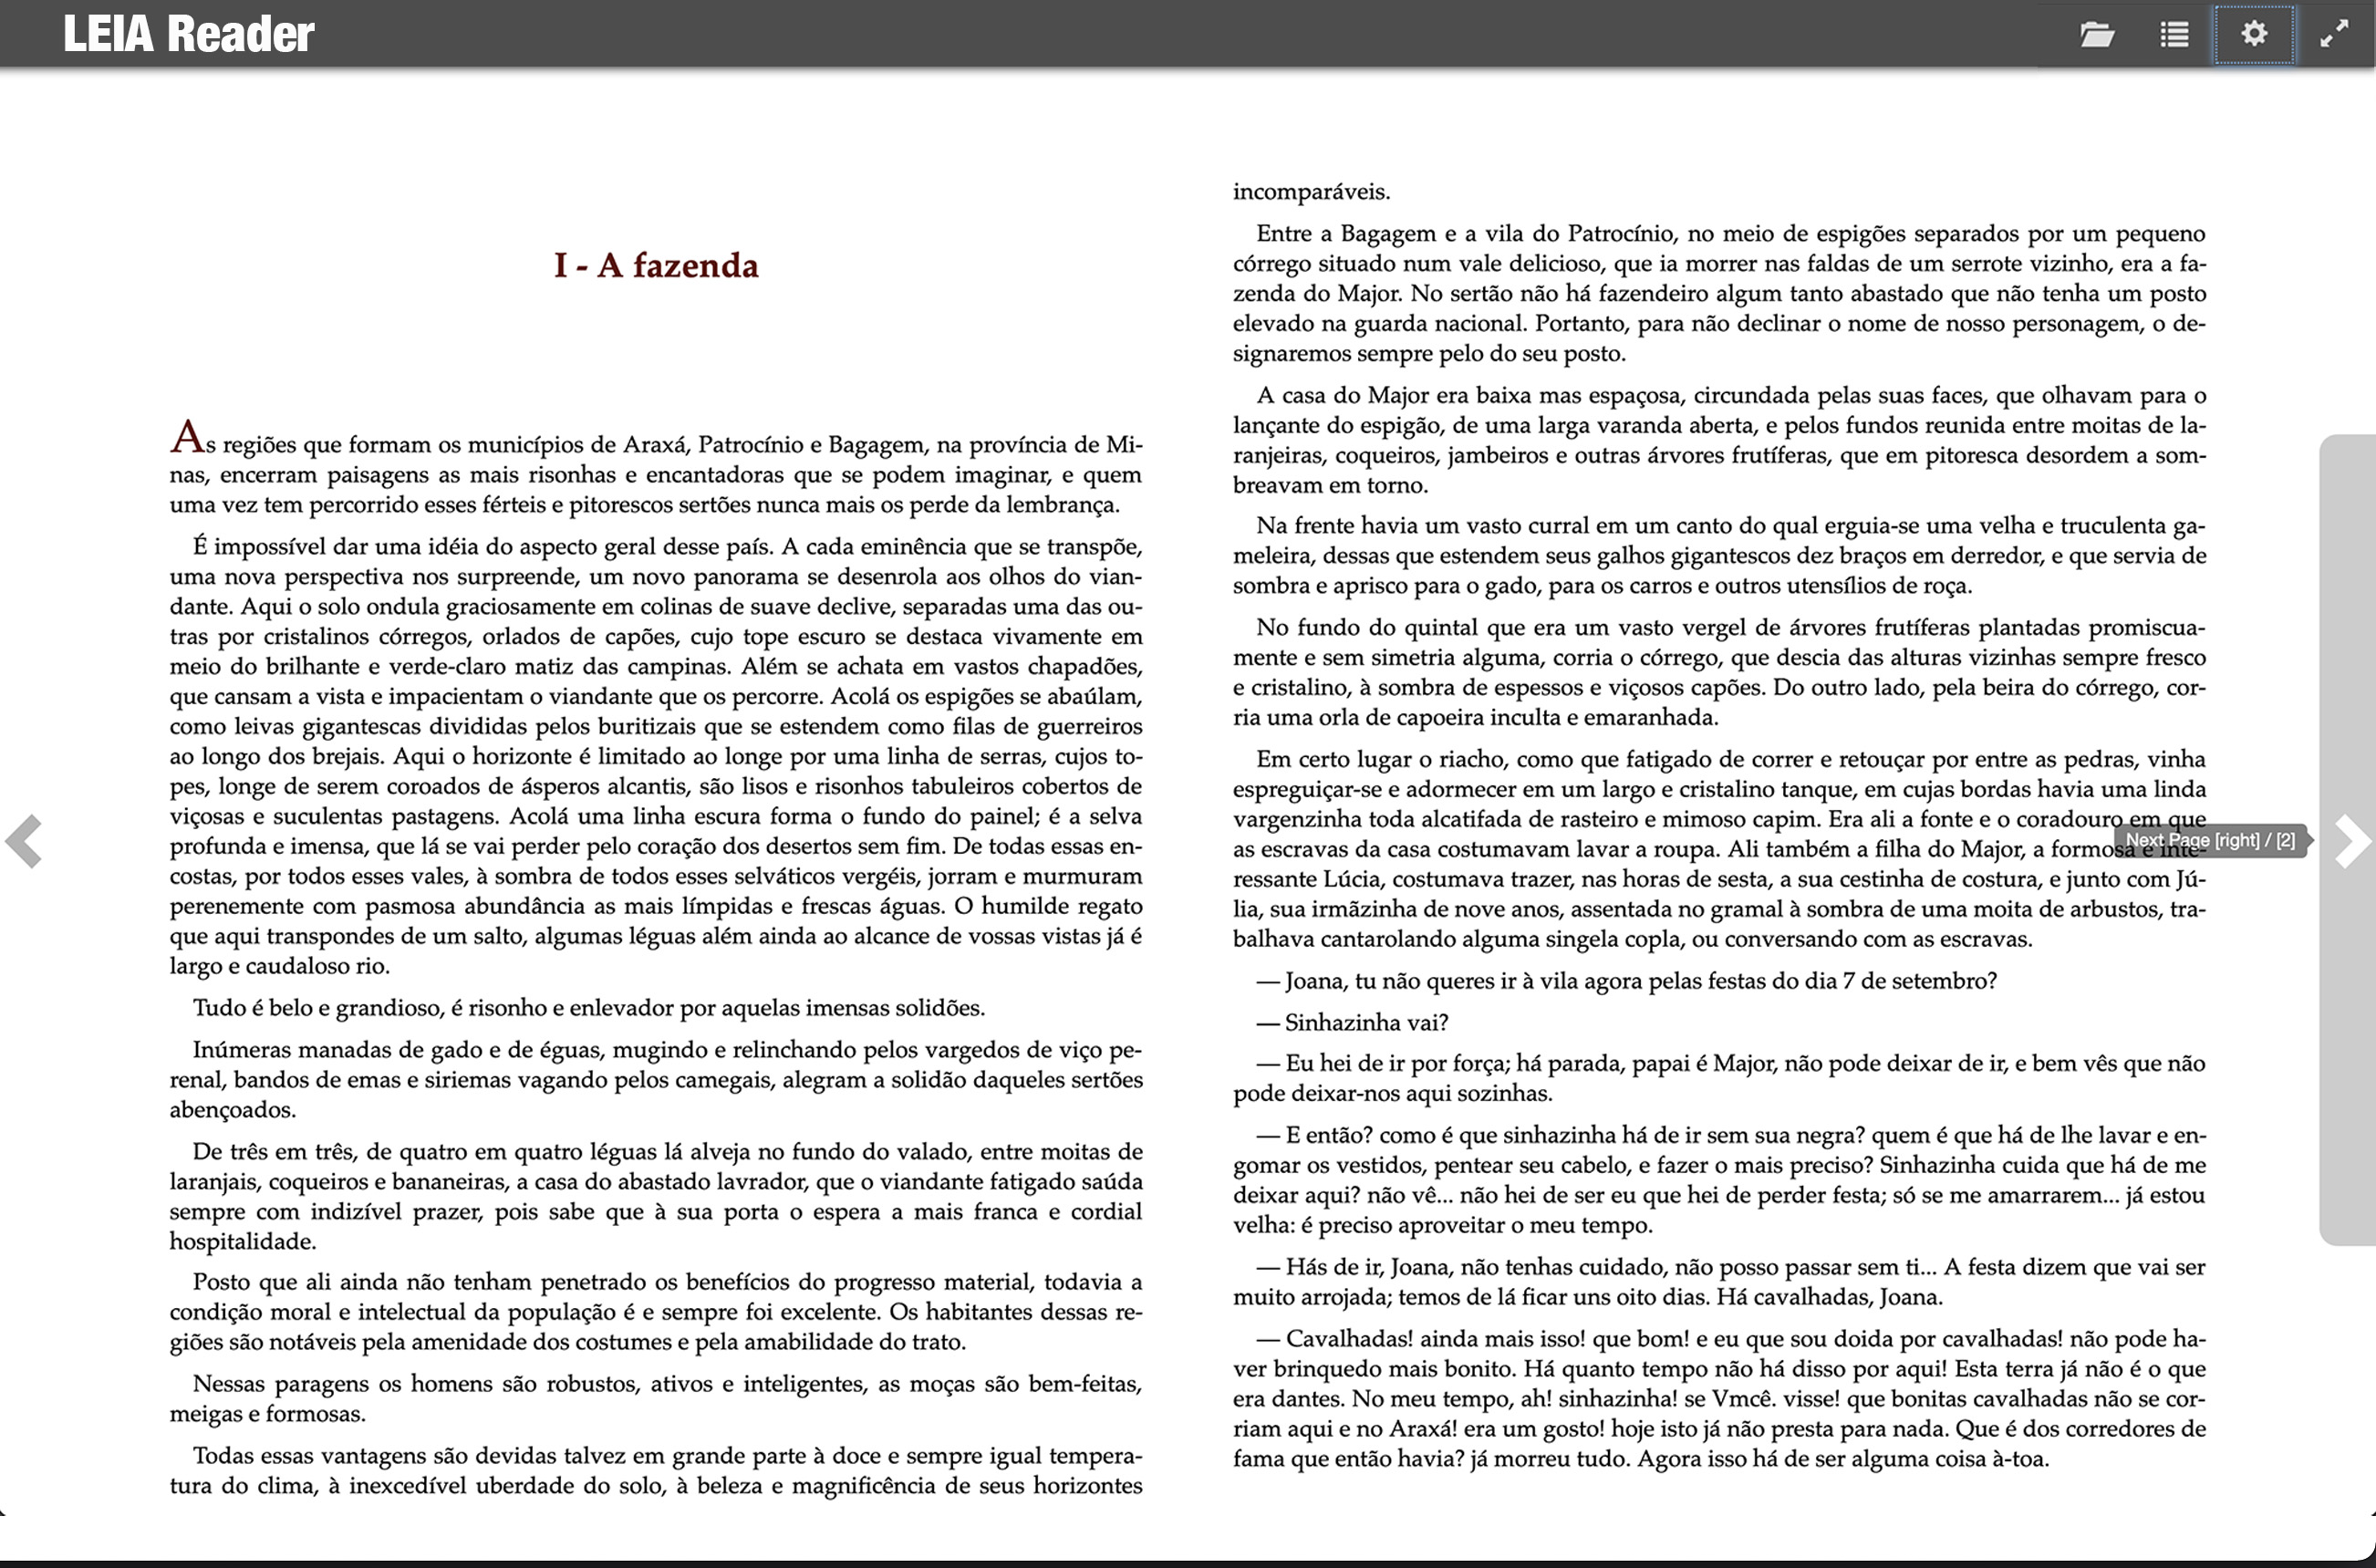 LEIA Reader
I - A fazenda
As regiões que formam os municípios de Araxá, Patrocínio e Bagagem, na província de Mi-
nas, encerram paisagens as mais risonhas e encantadoras que se podem imaginar, e quem
uma vez tem percorrido esses férteis e pitorescos sertões nunca mais os perde da lembrança.
É impossível dar uma idéia do aspecto geral desse país. A cada eminência que se transpõe,
uma nova perspectiva nos surpreende, um novo panorama se desenrola aos olhos do vian-
dante. Aqui o solo ondula graciosamente em colinas de suave declive, separadas uma das ou-
tras por cristalinos córregos, orlados de capões, cujo tope escuro se destaca vivamente em
meio do brilhante e verde-claro matiz das campinas. Além se achata em vastos chapadões,
que cansam a vista e impacientam o viandante que os percorre. Acolá os espigões se abaúlam,
como leivas gigantescas divididas pelos buritizais que se estendem como filas de guerreiros
ao longo dos brejais. Aqui o horizonte é limitado ao longe por uma linha de serras, cujos to-
pes, longe de serem coroados de ásperos alcantis, são lisos e risonhos tabuleiros cobertos de
viçosas e suculentas pastagens. Acolá uma linha escura forma o fundo do painel; é a selva
profunda e imensa, que lá se vai perder pelo coração dos desertos sem fim. De todas essas en-
costas, por todos esses vales, à sombra de todos esses selváticos vergéis, jorram e murmuram
perenemente com pasmosa abundância as mais límpidas e frescas águas. O humilde regato
que aqui transpondes de um salto, algumas léguas além ainda ao alcance de vossas vistas já é
largo e caudaloso rio.
Tudo é belo e grandioso, é risonho e enlevador por aquelas imensas solidões.
Inúmeras manadas de gado e de éguas, mugindo e relinchando pelos vargedos de viço pe-
renal, bandos de emas e siriemas vagando pelos camegais, alegram a solidão daqueles sertões
abençoados.
De três em três, de quatro em quatro léguas lá alveja no fundo do valado, entre moitas de
laranjais, coqueiros e bananeiras, a casa do abastado lavrador, que o viandante fatigado saúda
sempre com indizível prazer, pois sabe que à sua porta o espera a mais franca e cordial
hospitalidade.
Posto que ali ainda não tenham penetrado os benefícios do progresso material, todavia a
condição moral e intelectual da população é e sempre foi excelente. Os habitantes dessas re-
giões são notáveis pela amenidade dos costumes e pela amabilidade do trato.
Nessas paragens os homens são robustos, ativos e inteligentes, as moças são bem-feitas,
meigas e formosas.
Todas essas vantagens são devidas talvez em grande parte à doce e sempre igual tempera-
tura do clima, à inexcedível uberdade do solo, à beleza e magnificência de seus horizontes
incomparáveis.
Entre a Bagagem e a vila do Patrocínio, no meio de espigões separados por um pequeno
córrego situado num vale delicioso, que ia morrer nas faldas de um serrote vizinho, era a fa-
zenda do Major. No sertão não há fazendeiro algum tanto abastado que não tenha um posto
elevado na guarda nacional. Portanto, para não declinar o nome de nosso personagem, o de-
signaremos sempre pelo do seu posto.
A casa do Major era baixa mas espaçosa, circundada pelas suas faces, que olhavam para o
lançante do espigão, de uma larga varanda aberta, e pelos fundos reunida entre moitas de la-
ranjeiras, coqueiros, jambeiros e outras árvores frutíferas, que em pitoresca desordem a som-
breavam em torno.
Na frente havia um vasto curral em um canto do qual erguia-se uma velha e truculenta ga-
meleira, dessas que estendem seus galhos gigantescos dez braços em derredor, e que servia de
sombra e aprisco para o gado, para os carros e outros utensílios de roça.
No fundo do quintal que era um vasto vergel de árvores frutíferas plantadas promiscua-
mente e sem simetria alguma, corria o córrego, que descia das alturas vizinhas sempre fresco
e cristalino, à sombra de espessos e viçosos capões. Do outro lado, pela beira do córrego, cor-
ria uma orla de capoeira inculta e emaranhada.
Em certo lugar o riacho, como que fatigado de correr e retouçar por entre as pedras, vinha
espreguiçar-se e adormecer em um largo e cristalino tanque, em cujas bordas havia uma linda
vargenzinha toda alcatifada de rasteiro e mimoso capim. Era ali a fonte e o coradouro em que
as escravas da casa costumavam lavar a roupa. Ali também a filha do Major, a formosa e inte-
ressante Lúcia, costumava trazer, nas horas de sesta, a sua cestinha de costura, e junto com Jú-
lia, sua irmãzinha de nove anos, assentada no gramal à sombra de uma moita de arbustos, tra-
balhava cantarolando alguma singela copla, ou conversando com as escravas.
— Joana, tu não queres ir à vila agora pelas festas do dia 7 de setembro?
— Sinhazinha vai?
— Eu hei de ir por força; há parada, papai é Major, não pode deixar de ir, e bem vês que não
pode deixar-nos aqui sozinhas.
— E então? como é que sinhazinha há de ir sem sua negra? quem é que há de lhe lavar e en-
gomar os vestidos, pentear seu cabelo, e fazer o mais preciso? Sinhazinha cuida que há de me
deixar aqui? não vê... não hei de ser eu que hei de perder festa; só se me amarrarem... já estou
velha: é preciso aproveitar o meu tempo.
— Hás de ir, Joana, não tenhas cuidado, não posso passar sem ti... A festa dizem que vai ser
muito arrojada; temos de lá ficar uns oito dias. Há cavalhadas, Joana.
— Cavalhadas! ainda mais isso! que bom! e eu que sou doida por cavalhadas! não pode ha-
ver brinquedo mais bonito. Há quanto tempo não há disso por aqui! Esta terra já não é o que
era dantes. No meu tempo, ah! sinhazinha! se Vmcê. visse! que bonitas cavalhadas não se cor-
riam aqui e no Araxá! era um gosto! hoje isto já não presta para nada. Que é dos corredores de
fama que então havia? já morreu tudo. Agora isso há de ser alguma coisa à-toa.
Next Page [right] / [2]